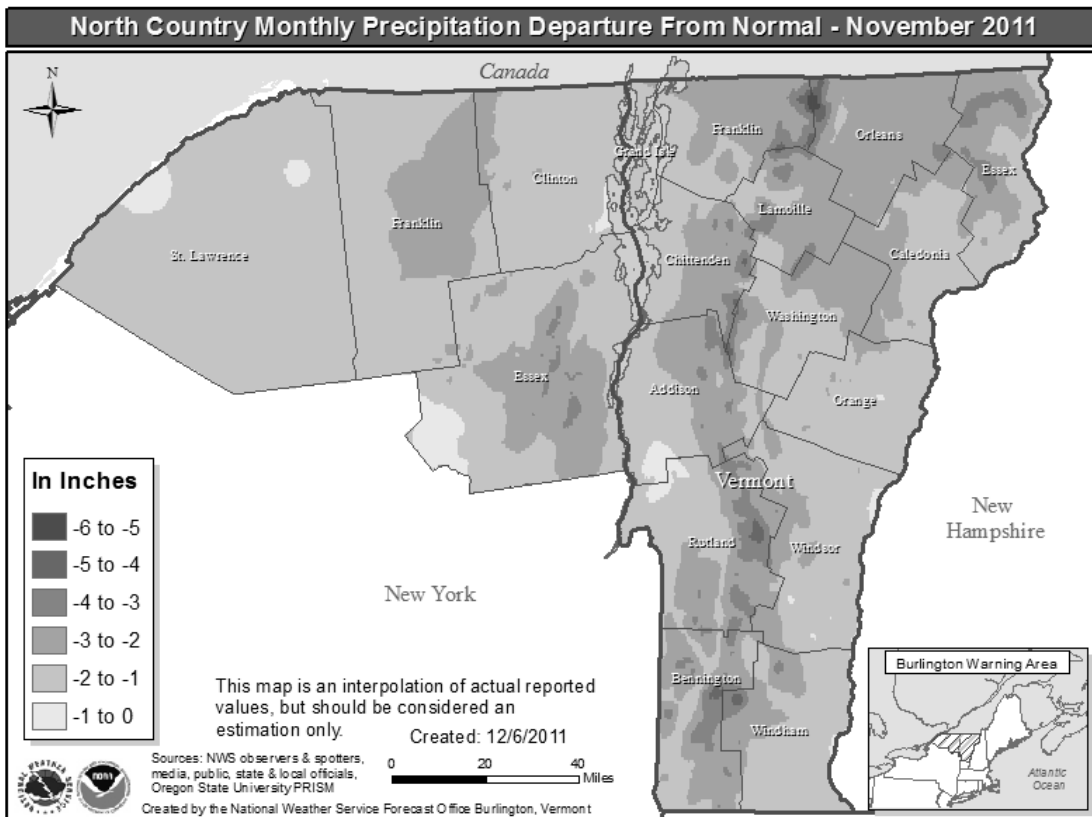 North Country Monthly Precipitation Departure From Normal - November 2011
N
Canada
Franklin
Orleans
Grand Isle
Essex
Clinton
Lamoille
Franklin
St. Lawrence
Chittenden
Caledonia
Washington
Essex
Addison
Orange
Vermont
New
Hampshire
Rutland
Windsor
New York
Bennington
Windham
In Inches
-6 to -5
-5 to -4
-4 to -3
-3 to -2
-2 to -1
-1 to 0
This map is an interpolation of actual reported
values, but should be considered an
estimation only.
Created: 12/6/2011
Sources: NWS observers & spotters,
media, public, state & local officials,
Oregon State University PRISM
0 20 40
Miles
Created by the National Weather Service Forecast Office Burlington, Vermont
Burlington Warning Area
Atlantic
Ocean
noaa